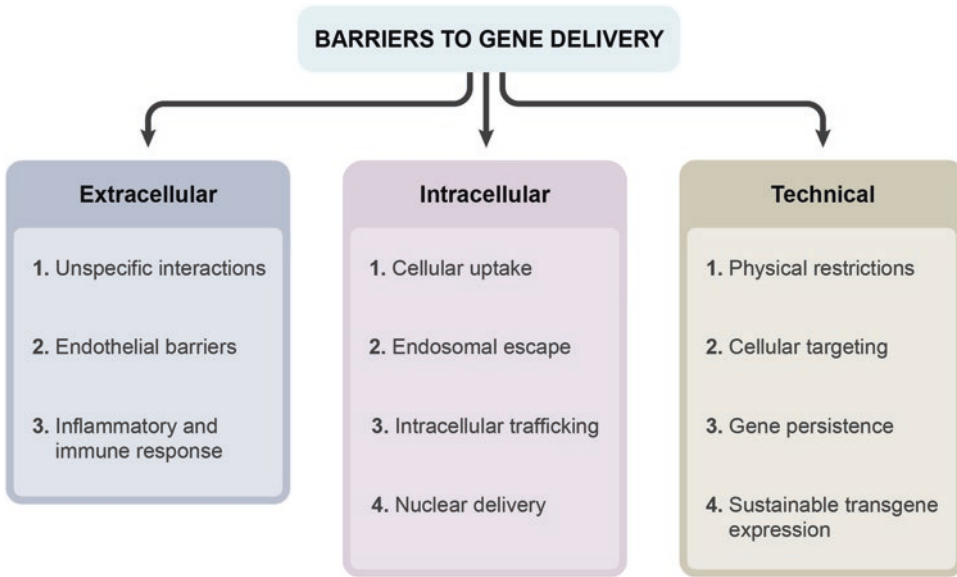 BARRIERS TO GENE DELIVERY
Extracellular
1. Unspecific interactions
2. Endothelial barriers
3. Inflammatory and
immune response
Intracellular
1. Cellular uptake
2. Endosomal escape
3. Intracellular trafficking
4. Nuclear delivery
Technical
1. Physical restrictions
2. Cellular targeting
3. Gene persistence
4. Sustainable transgene
expression